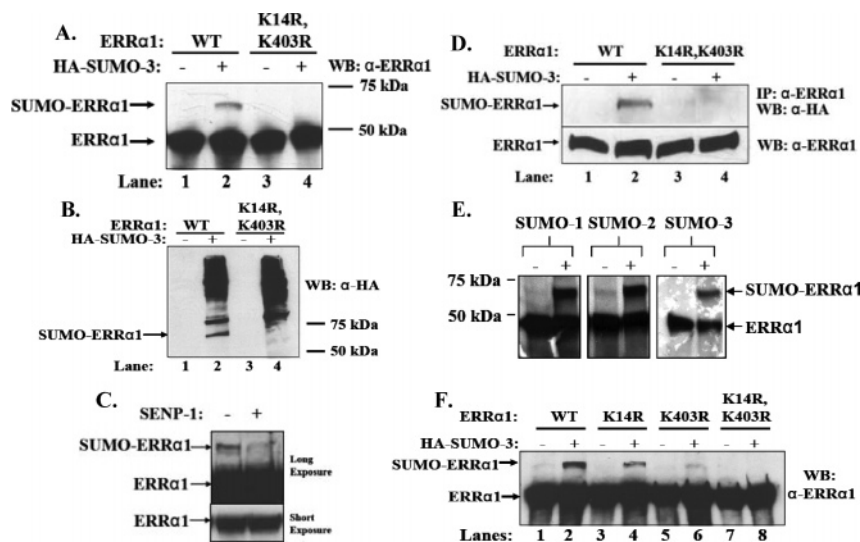 A.
K14R,
ERRα1: WT K403R
HA-SUMO-3: - + - + WB: α-ERRα1
75 kDa
SUMO-ERRα1
50 kDa
ERRα1
Lane: 1 2 3 4
B.
K14R,
ERRα1: WT K403R
HA-SUMO-3: - + - +
WB: α-HA
75 kDa
SUMO-ERRα1
50 kDa
Lane: 1 2 3 4
C.
SENP-1: - +
SUMO-ERRα1
Long
Exposure
ERRα1
ERRα1
Short
Exposure
D.
ERRα1: WT K14R,K403R
HA-SUMO-3: - + - +
IP: α-ERRα1
SUMO-ERRα1
WB: α-HA
ERRα1
WB: α-ERRα1
Lane: 1 2 3 4
E.
SUMO-1 SUMO-2 SUMO-3
- + - + - +
75 kDa
SUMO-ERRα1
50 kDa
ERRα1
F.
K14R,
ERRα1: WT K14R K403R K403R
HA-SUMO-3: - + - + - + - +
SUMO-ERRα1
WB:
ERRα1
α-ERRα1
Lanes: 1 2 3 4 5 6 7 8